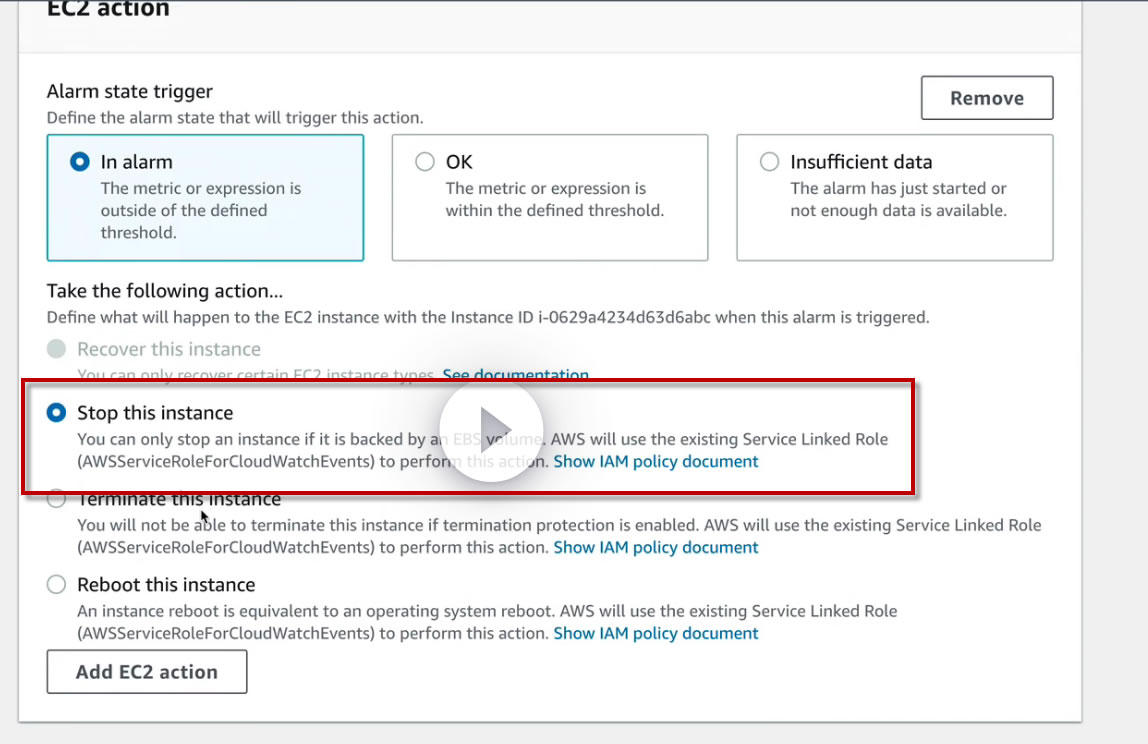 EC2 action
Alarm state trigger
Define the alarm state that will trigger this action.
Remove
In alarm
The metric or expression is
outside of the defined
threshold.
OK
The metric or expression is
within the defined threshold.
Insufficient data
The alarm has just started or
not enough data is available.
Take the following action...
Define what will happen to the EC2 instance with the Instance ID i-0629a4234d63d6abc when this alarm is triggered.
Recover this instance
You can only recover certain EC2 instance types. See documentation
Stop this instance
You can only stop an instance if it is backed by an EBS volume. AWS will use the existing Service Linked Role
(AWSServiceRoleForCloudWatchEvents) to perform this action. Show IAM policy document
Terminate this instance
You will not be able to terminate this instance if termination protection is enabled. AWS will use the existing Service Linked Role
(AWSServiceRoleForCloudWatchEvents) to perform this action. Show IAM policy document
Reboot this instance
An instance reboot is equivalent to an operating system reboot. AWS will use the existing Service Linked Role
(AWSServiceRoleForCloudWatchEvents) to perform this action. Show IAM policy document
Add EC2 action